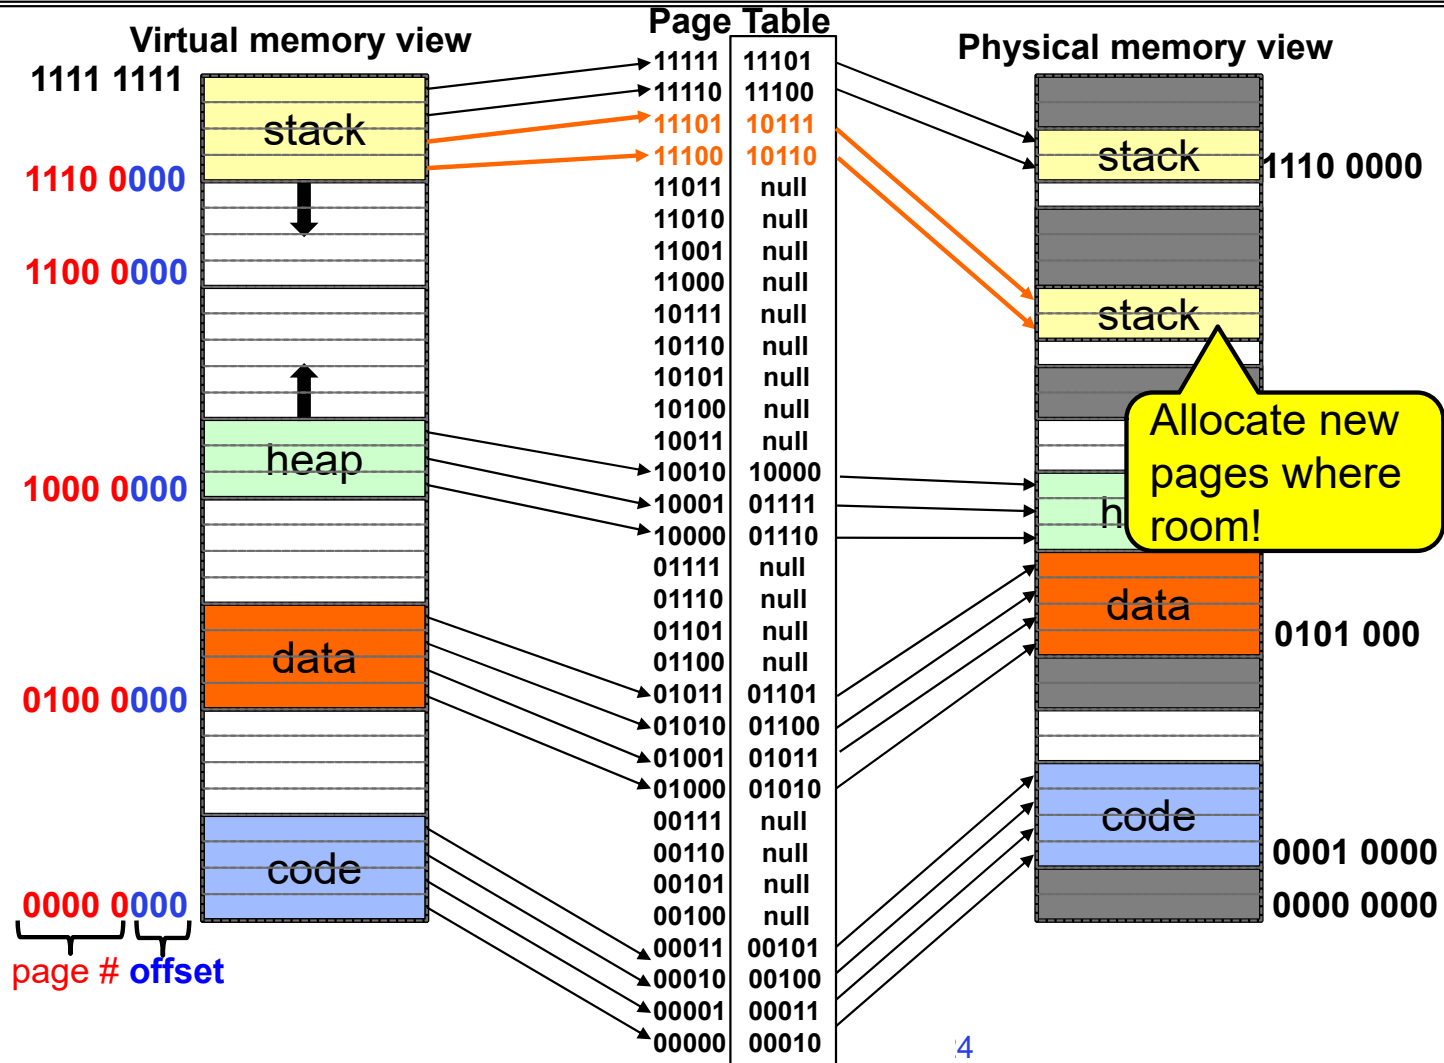 Page Table
Virtual memory view
Physical memory view
1111 1111
stack
1110 0000
1100 0000
heap
1000 0000
data
0100 0000
code
0000 0000
page # offset
11111 11101
11110 11100
11101 10111
11100 10110
11011 null
11010 null
11001 null
11000 null
10111 null
10110 null
10101 null
10100 null
10011 null
10010 10000
10001 01111
10000 01110
01111 null
01110 null
01101 null
01100 null
01011 01101
01010 01100
01001 01011
01000 01010
00111 null
00110 null
00101 null
00100 null
00011 00101
00010 00100
00001 00011
00000 00010
stack
1110 0000
stack
Allocate new
pages where
room!
h
data
0101 000
code
0001 0000
0000 0000
4